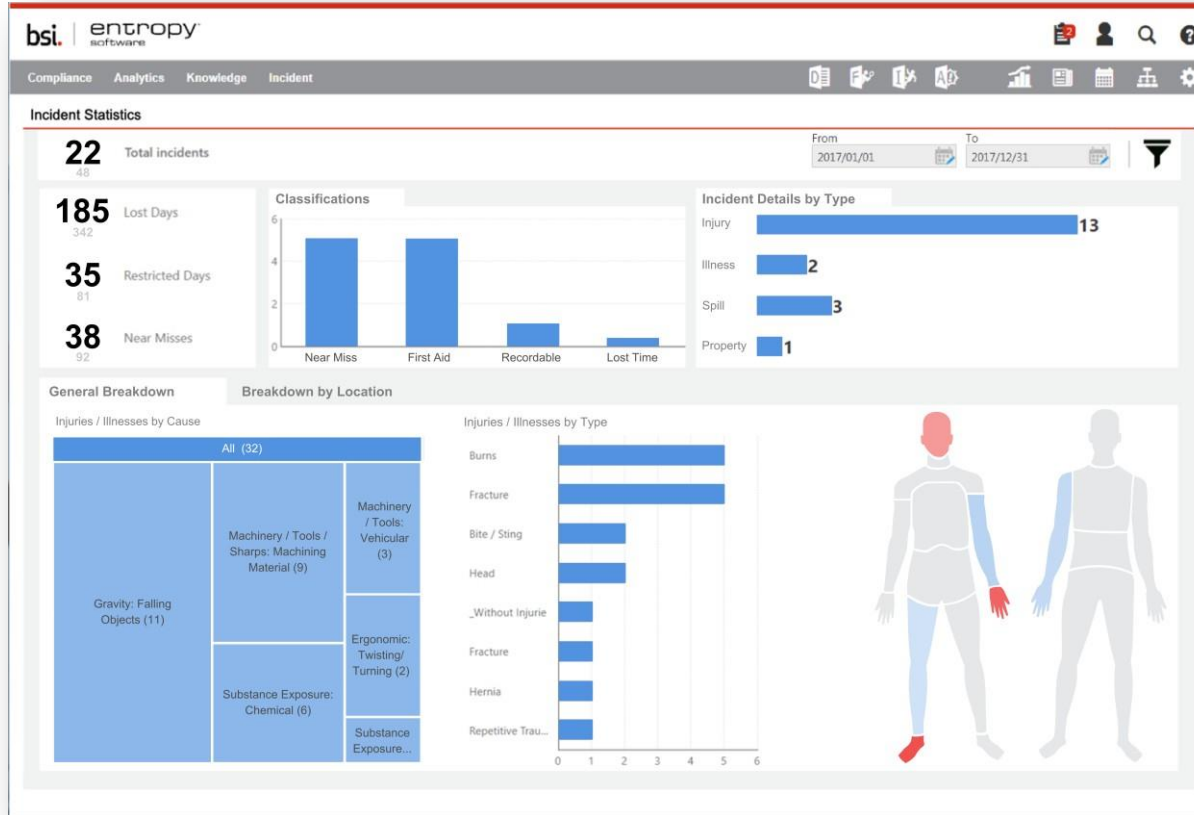 bsi. entropy™
software
2
?
Compliance Analytics Knowledge Incident
Incident Statistics
22 Total incidents
48
From To
2017/01/01 2017/12/31
185 Lost Days
342
35 Restricted Days
81
38 Near Misses
92
Classifications
6
4
2
0
Near Miss First Aid Recordable Lost Time
Incident Details by Type
Injury 13
Illness 2
Spill 3
Property 1
General Breakdown Breakdown by Location
Injuries / Illnesses by Cause
All (32)
Gravity: Falling
Objects (11)
Machinery / Tools /
Sharps: Machining
Material (9)
Substance Exposure:
Chemical (6)
Machinery
/ Tools:
Vehicular
(3)
Ergonomic:
Twisting/
Turning (2)
Substance
Exposure...
Injuries / Illnesses by Type
Burns
Fracture
Bite / Sting
Head
_Without Injurie
Fracture
Hernia
Repetitive Trau...
0 1 2 3 4 5 6